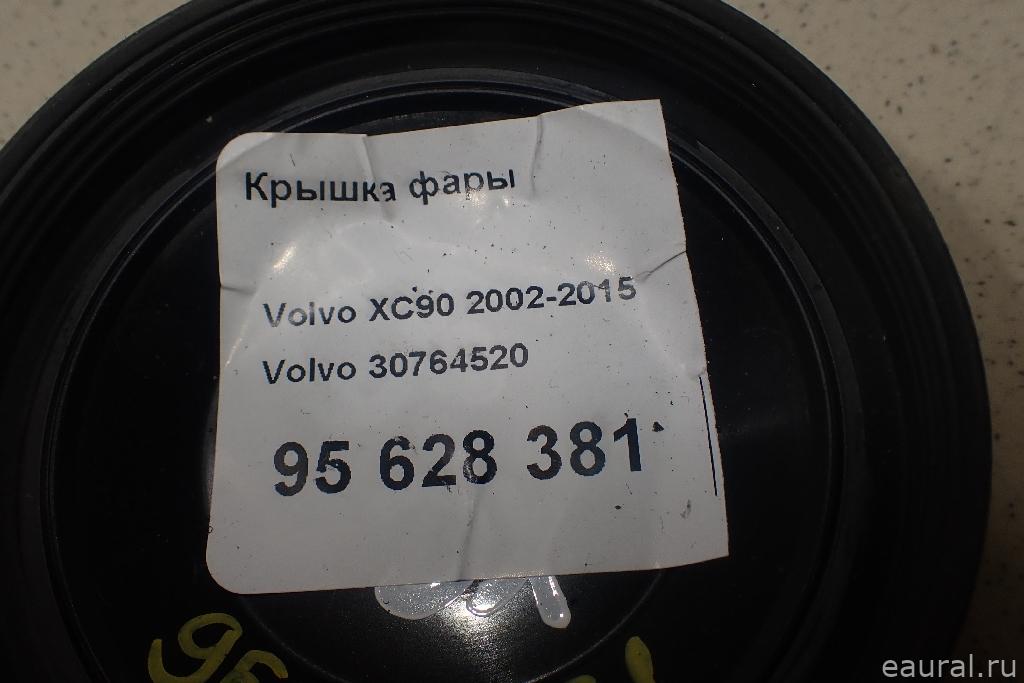 Крышка фары
Volvo XC90 2002-2015
Volvo 30764520
95 628 381
eaural.ru